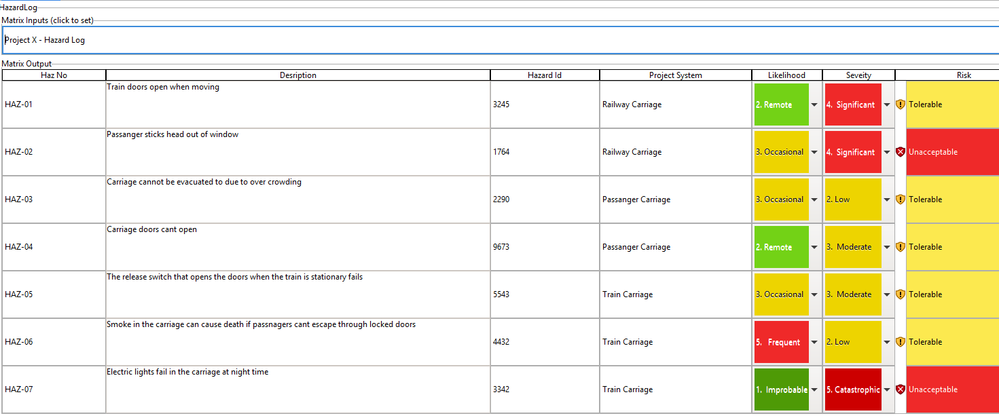 HazardLog
Matrix Inputs (click to set)
Project X - Hazard Log
Matrix Output
Haz No Desription Hazard Id Project System Likelihood Seveity Risk
HAZ-01 Train doors open when moving 3245 Railway Carriage 2. Remote 4. Significant Tolerable
HAZ-02 Passanger sticks head out of window 1764 Railway Carriage 3. Occasional 4. Significant Unacceptable
HAZ-03 Carriage cannot be evacuated to due to over crowding 2290 Passanger Carriage 3. Occasional 2. Low Tolerable
HAZ-04 Carriage doors cant open 9673 Passanger Carriage 2. Remote 3. Moderate Tolerable
HAZ-05 The release switch that opens the doors when the train is stationary fails 5543 Train Carriage 3. Occasional 3. Moderate Tolerable
HAZ-06 Smoke in the carriage can cause death if passnagers cant escape through locked doors 4432 Train Carriage 5. Frequent 2. Low Tolerable
HAZ-07 Electric lights fail in the carriage at night time 3342 Train Carriage 1. Improbable 5. Catastrophic Unacceptable